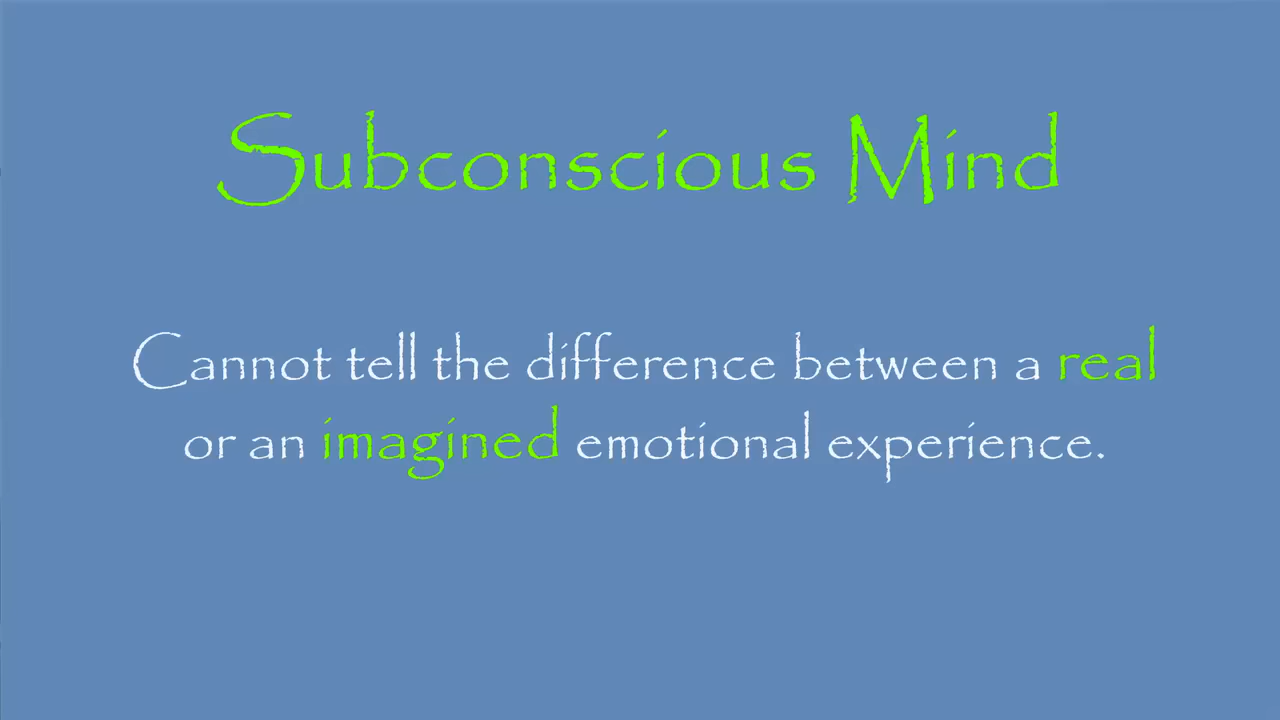 Subconscious Mind
Cannot tell the difference between a real
or an imagined emotional experience.